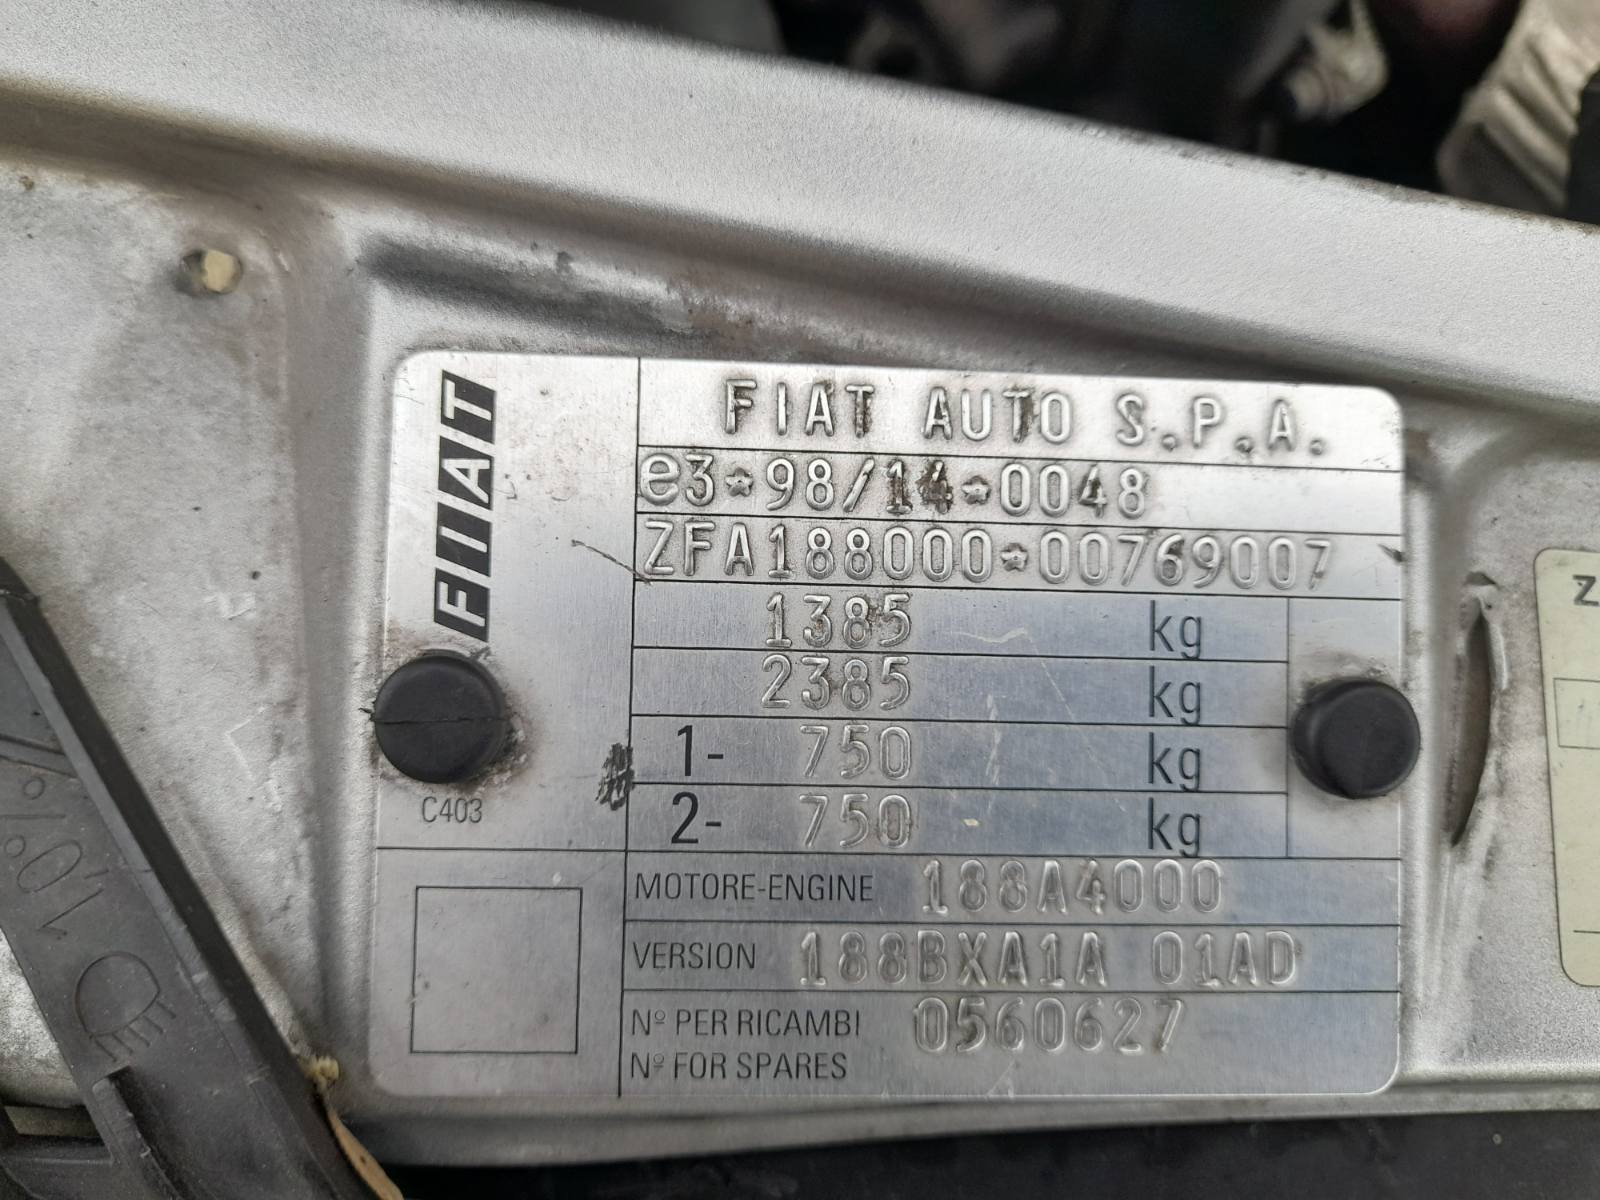 FIAT
FIAT AUTO S.P.A.
e3*98/14*0048
ZFA188000*00769007
1385 kg
2385 kg
1- 750 kg
2- 750 kg
C403
MOTORE-ENGINE 188A4000
VERSION 188BXA1A 01AD
Nº PER RICAMBI 0560627
Nº FOR SPARES
10%
Z